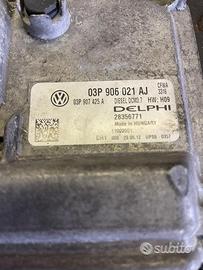 03P 906 021 AJ
CFWA
3316
03P 907 425 A
DIESEL DCM3.7
HW: H09
DELPHI
28356771
Made in HUNGARY
subito